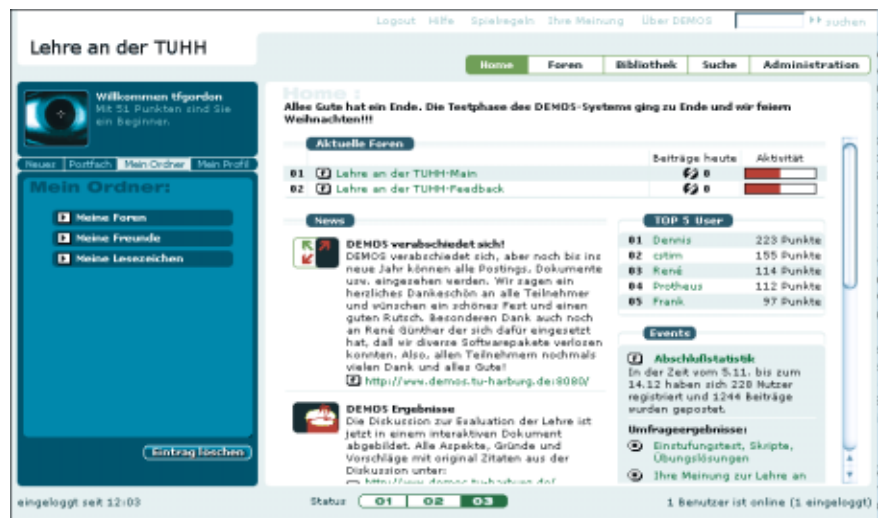 Logout Hilfe Spielregeln Ihre Meinung Über DEMOS suchen
Lehre an der TUHH
Home Foren Bibliothek Suche Administration
Willkommen tfgordon
Mit 51 Punkten sind Sie
ein Beginner.
Neues Postfach Mein Ordner Mein Profil
Mein Ordner:
Meine Foren
Meine Freunde
Meine Lesezeichen
Eintrag löschen
Home :
Alles Gute hat ein Ende. Die Testphase des DEMOS-Systems ging zu Ende und wir feiern
Weihnachten!!!
Aktuelle Foren
Beiträge heute Aktivität
01 Lehre an der TUHH-Main 0
02 Lehre an der TUHH-Feedback 0
News
DEMOS verabschiedet sich!
DEMOS verabschiedet sich, aber noch bis ins
neue Jahr können alle Postings, Dokumente
usw. eingesehen werden. Wir sagen ein
herzliches Dankeschön an alle Teilnehmer
und wünschen ein schönes Fest und einen
guten Rutsch. Besonderen Dank auch noch
an René Günther der sich dafür eingesetzt
hat, daß wir diverse Softwarepakete verlosen
konnten. Also, allen Teilnehmern nochmals
vielen Dank und alles Gute!
http://www.demos.tu-harburg.de:8080/
DEMOS Ergebnisse
Die Diskussion zur Evaluation der Lehre ist
jetzt in einem interaktiven Dokument
abgebildet. Alle Aspekte, Gründe und
Vorschläge mit original Zitaten aus der
Diskussion unter:
http://www.demos.tu-harburg.de/
TOP 5 User
01 Dennis 223 Punkte
02 cstim 155 Punkte
03 René 114 Punkte
04 Protheus 112 Punkte
05 Frank 97 Punkte
Events
Abschlußstatistik
In der Zeit vom 5.11. bis zum
14.12 haben sich 228 Nutzer
registriert und 1244 Beiträge
wurden gepostet.
Umfrageergebnisse:
Einstufungstest, Skripte,
Übungslösungen
Ihre Meinung zur Lehre an
eingeloggt seit 12:03
Status 01 02 03
1 Benutzer ist online (1 eingeloggt)